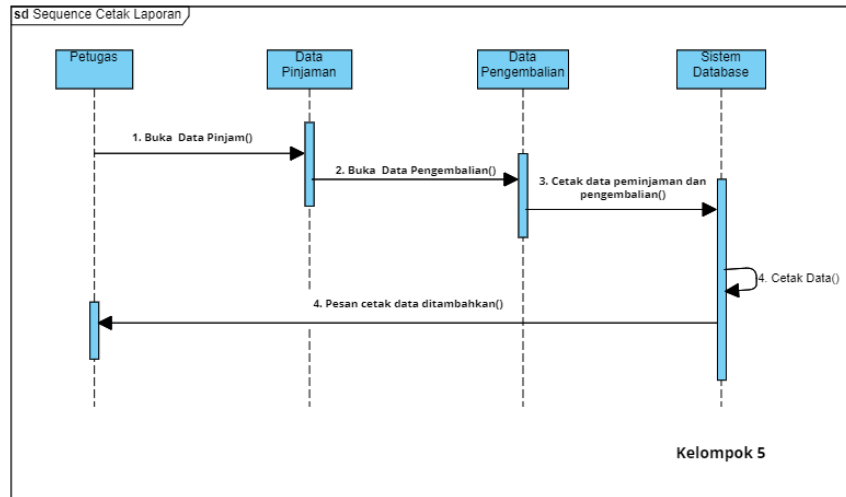 sd Sequence Cetak Laporan
Petugas
Data
Pinjaman
Data
Pengembalian
Sistem
Database
1. Buka Data Pinjam()
2. Buka Data Pengembalian()
3. Cetak data peminjaman dan
pengembalian()
4. Cetak Data()
4. Pesan cetak data ditambahkan()
Kelompok 5